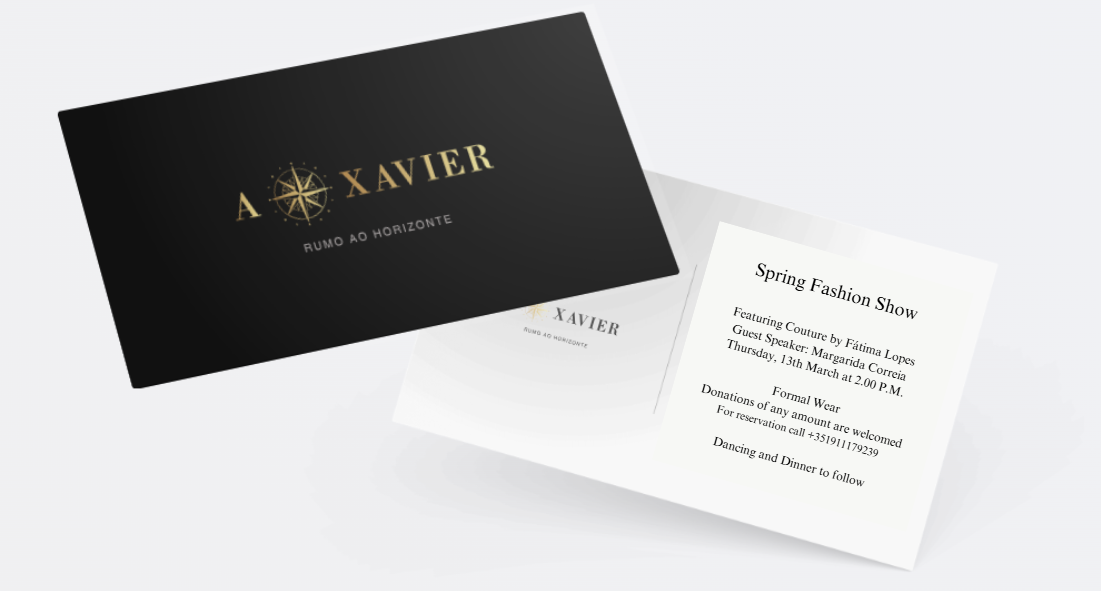 A XAVIER
RUMO AO HORIZONTE
XAVIER
RUMO AO HORIZONTE
Spring Fashion Show
Featuring Couture by Fátima Lopes
Guest Speaker: Margarida Correia
Thursday, 13th March at 2.00 P.M.
Formal Wear
Donations of any amount are welcomed
For reservation call +351911179239
Dancing and Dinner to follow